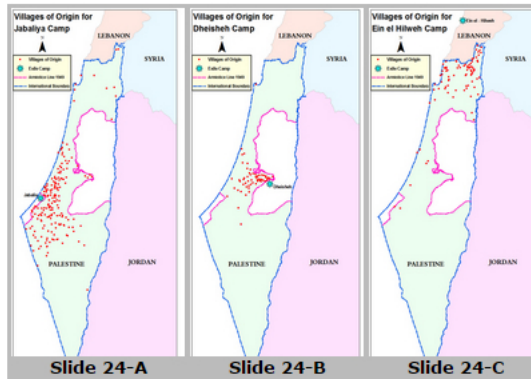 Villages of Origin for
Jabaliya Camp
Villages of Origin
Exile Camp
Armistice Line 1949
International Boundary
LEBANON
SYRIA
Jabaliya
PALESTINE
JORDAN
Slide 24-A
Villages of Origin for
Dheisheh Camp
Villages of Origin
Exile Camp
Armistice Line 1949
International Boundary
LEBANON
SYRIA
Dheisheh
PALESTINE
JORDAN
Slide 24-B
Villages of Origin for
Ein el Hilweh Camp
Villages of Origin
Exile Camp
Armistice Line 1949
International Boundary
Ein el - Hilweh
LEBANON
SYRIA
PALESTINE
JORDAN
Slide 24-C